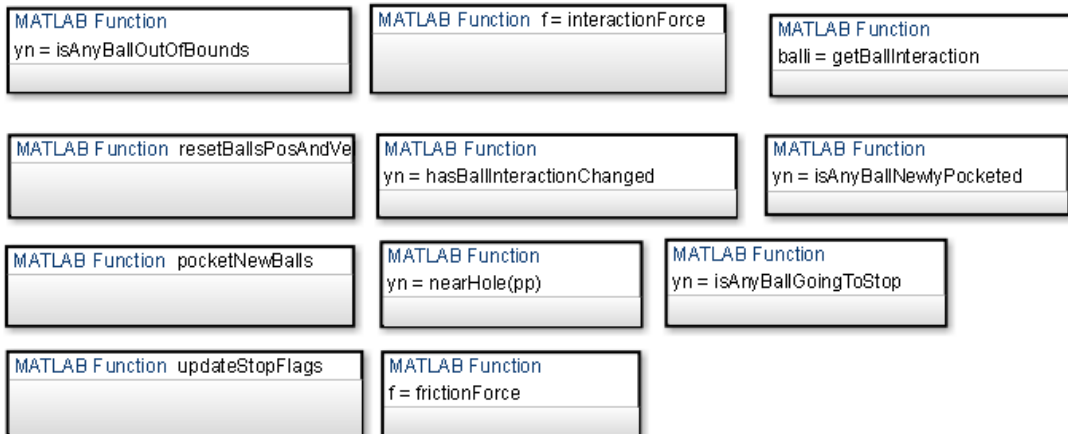 MATLAB Function
yn = isAnyBallOutOfBounds
MATLAB Function f = interactionForce
MATLAB Function
balli = getBallInteraction
MATLAB Function resetBallsPosAndVe
MATLAB Function
yn = hasBallInteractionChanged
MATLAB Function
yn = isAnyBallNewlyPocketed
MATLAB Function pocketNewBalls
MATLAB Function
yn = nearHole(pp)
MATLAB Function
yn = isAnyBallGoingToStop
MATLAB Function updateStopFlags
MATLAB Function
f = frictionForce